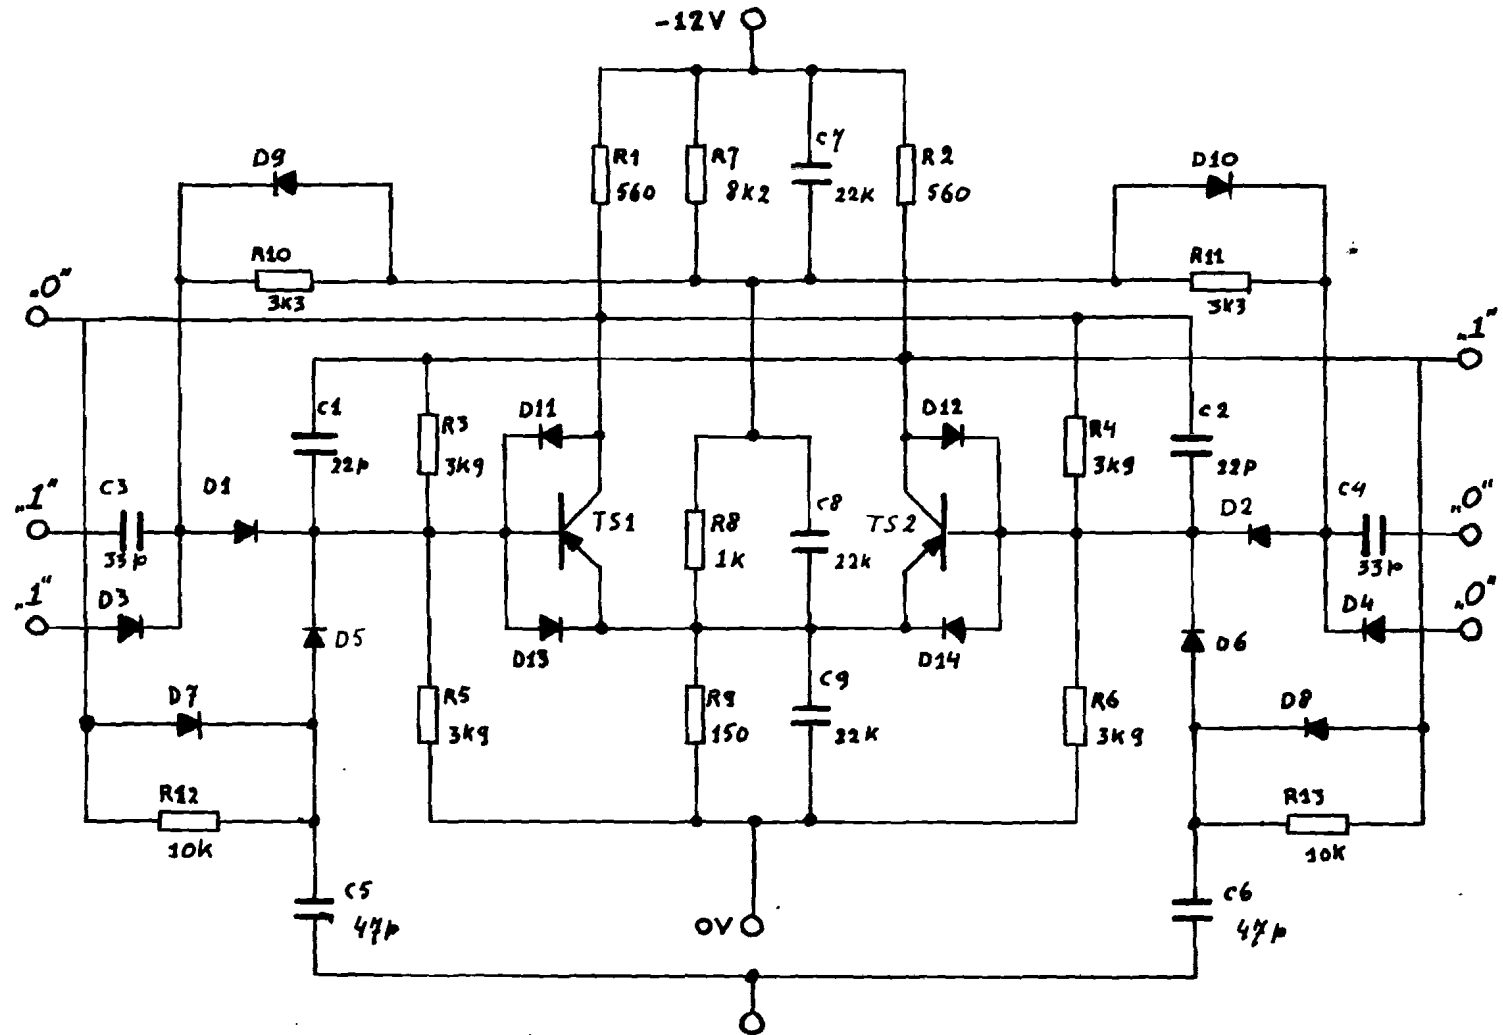 -12V
R1
560
R7
8k2
C7
22k
R2
560
D9
D10
R10
3k3
R11
3k3
„0"
„1"
C1
22p
R3
3k9
D11
D12
R4
3k9
C2
22p
„1"
C3
33p
D1
TS1
R8
1k
C8
22k
TS2
D2
C4
33p
„0"
„1"
D3
D5
D13
D14
D6
D4
„0"
D7
R5
3k9
R9
150
C9
22k
R6
3k9
D8
R12
10k
R13
10k
C5
47p
0V
C6
47p